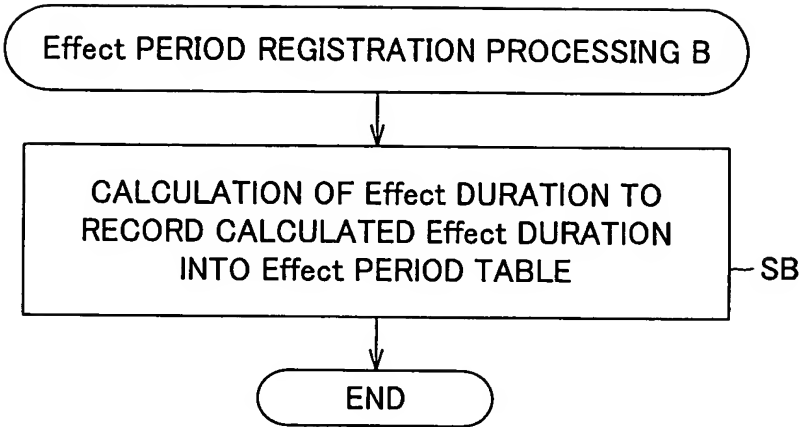 Effect PERIOD REGISTRATION PROCESSING B
CALCULATION OF Effect DURATION TO
RECORD CALCULATED Effect DURATION
INTO Effect PERIOD TABLE
SB
END